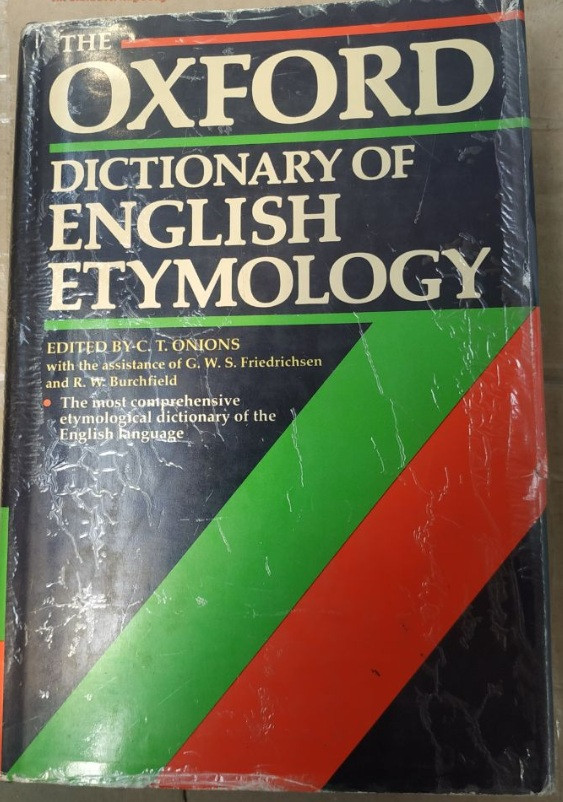 THE
OXFORD
DICTIONARY OF
ENGLISH
ETYMOLOGY
EDITED BY C. T. ONIONS
with the assistance of G. W. S. Friedrichsen
and R. W. Burchfield
• The most comprehensive
etymological dictionary of the
English language